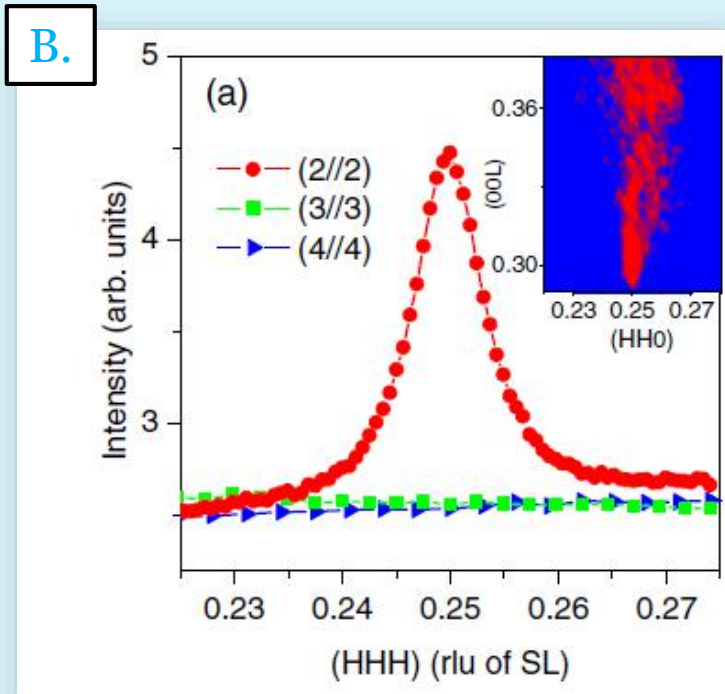 B.
(a)
(2//2)
(3//3)
(4//4)
5
4
3
Intensity (arb. units)
0.23 0.24 0.25 0.26 0.27
(HHH) (rlu of SL)
0.36
0.30
(00L)
0.23 0.25 0.27
(HH0)